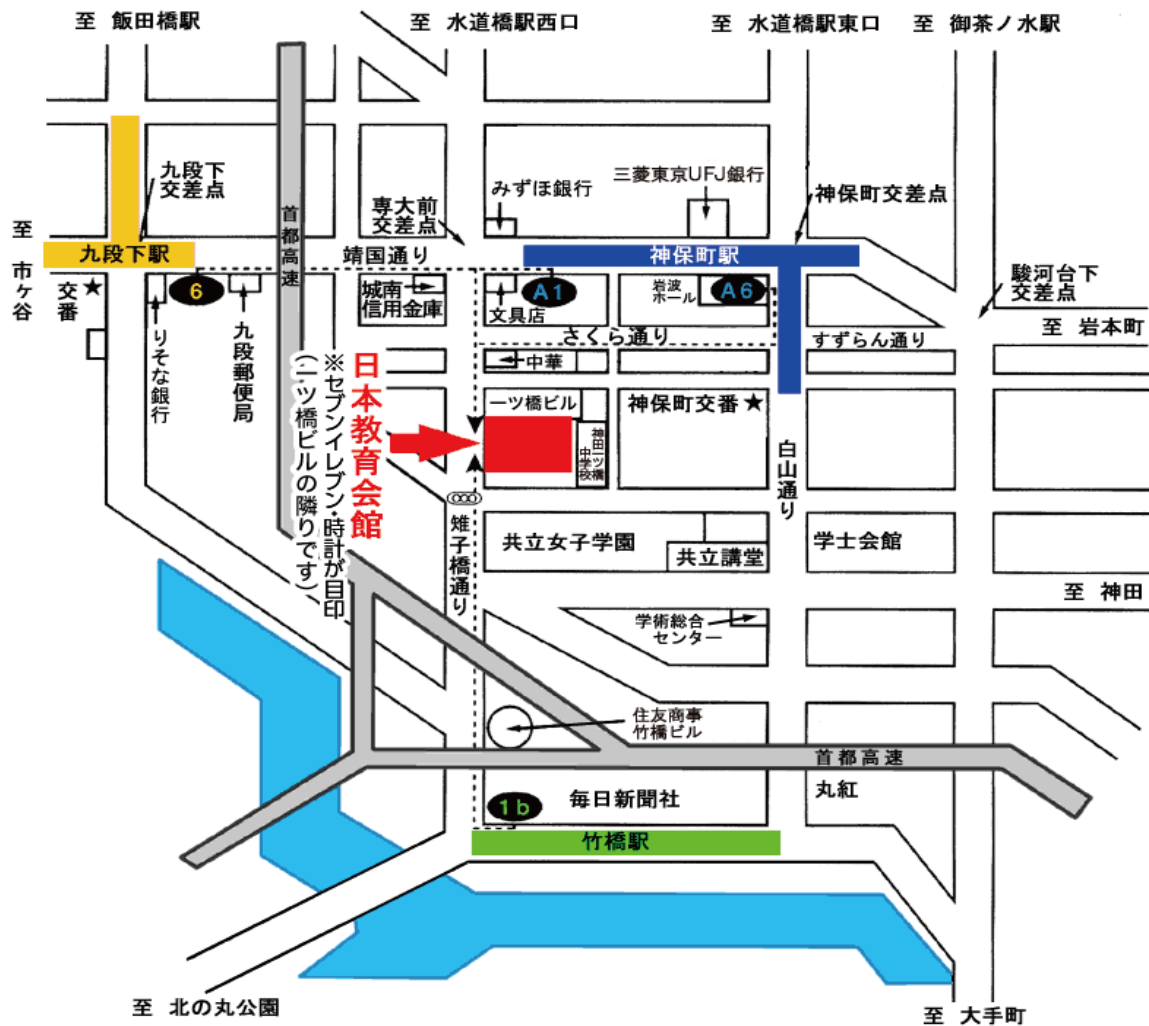 至 飯田橋駅
至 水道橋駅西口
至 水道橋駅東口
至 御茶ノ水駅
九段下
交差点
首都高速
専大前
交差点
みずほ銀行
三菱東京UFJ銀行
神保町交差点
至 市ヶ谷
九段下駅
靖国通り
神保町駅
駿河台下
交差点
交番★
6
城南
信用金庫
A1
文具店
岩波
ホール
A6
至 岩本町
りそな銀行
九段郵便局
さくら通り
すずらん通り
中華
日本教育会館
※セブンイレブン・時計が目印
(一ツ橋ビルの隣りです)
一ツ橋ビル
神田一ツ橋
中学校
神保町交番★
白山通り
雉子橋通り
共立女子学園
共立講堂
学士会館
至 神田
学術総合
センター
住友商事
竹橋ビル
首都高速
丸紅
1b
毎日新聞社
竹橋駅
至 北の丸公園
至 大手町